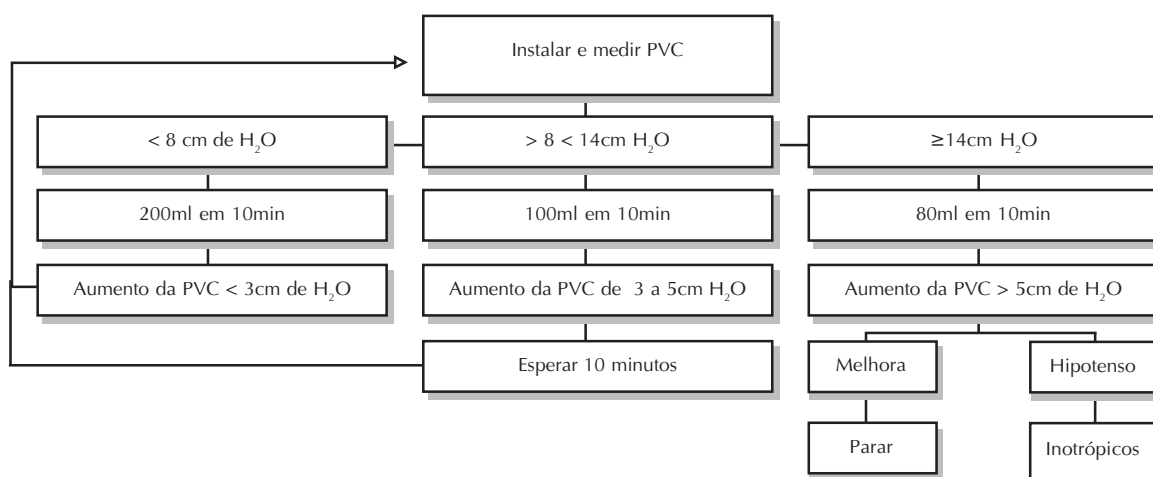 Instalar e medir PVC
< 8 cm de H₂O
> 8 < 14cm H₂O
≥14cm H₂O
200ml em 10min
100ml em 10min
80ml em 10min
Aumento da PVC < 3cm de H₂O
Aumento da PVC de 3 a 5cm H₂O
Aumento da PVC > 5cm de H₂O
Esperar 10 minutos
Melhora
Hipotenso
Parar
Inotrópicos